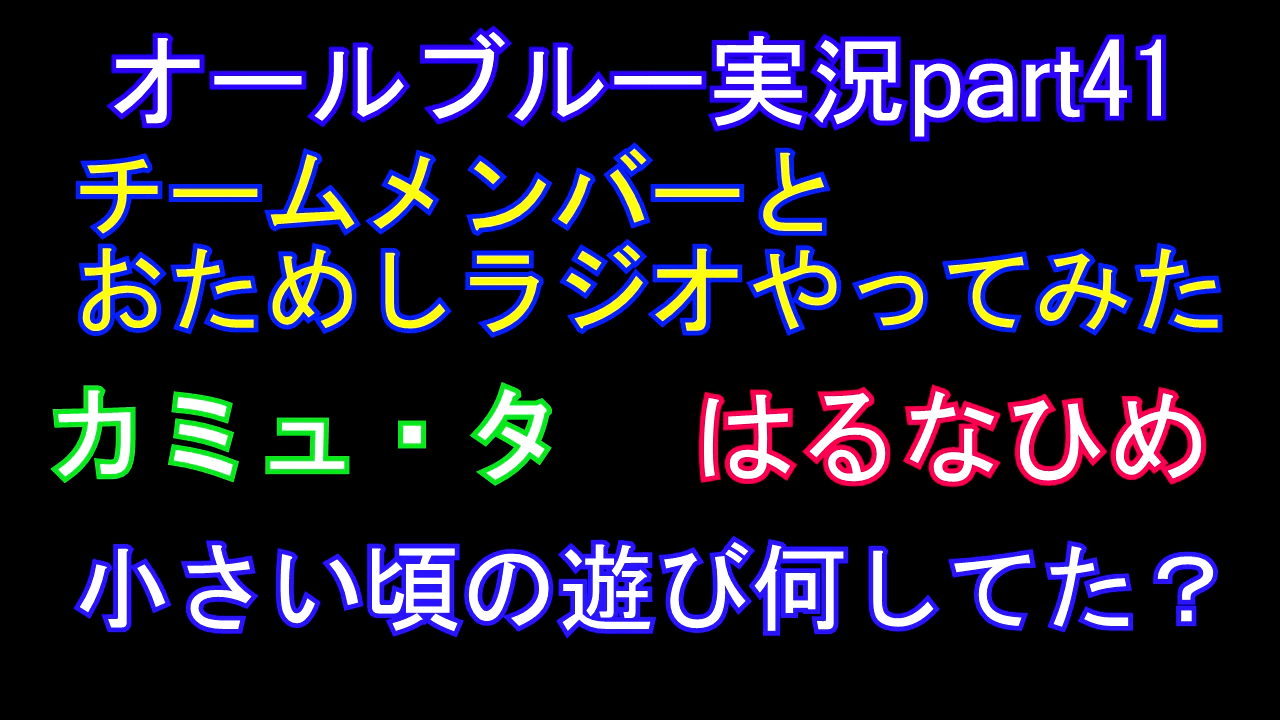 オールブルー実況part41
チームメンバーと
おためしラジオやってみた
カミュ・タ　はるなひめ
小さい頃の遊び何してた？